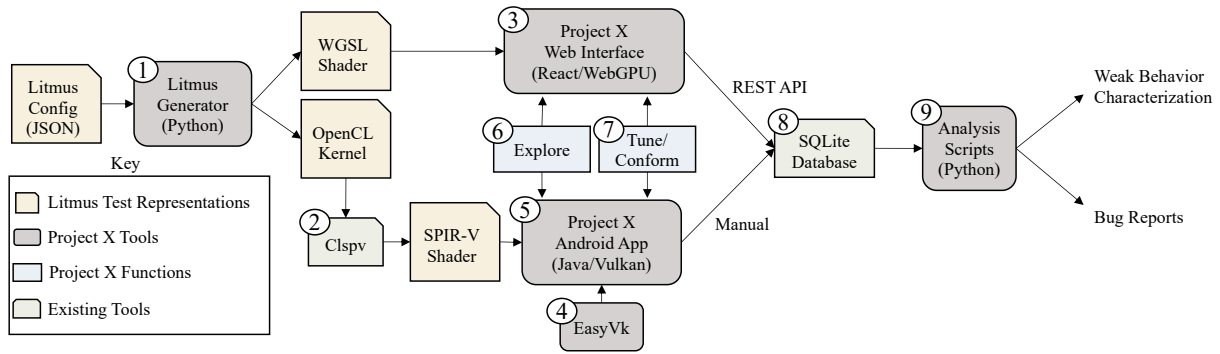 Litmus
Config
(JSON)
1
Litmus
Generator
(Python)
WGSL
Shader
OpenCL
Kernel
2
Clspv
SPIR-V
Shader
3
Project X
Web Interface
(React/WebGPU)
6
Explore
7
Tune/
Conform
5
Project X
Android App
(Java/Vulkan)
4
EasyVk
REST API
Manual
8
SQLite
Database
9
Analysis
Scripts
(Python)
Weak Behavior
Characterization
Bug Reports
Key
Litmus Test Representations
Project X Tools
Project X Functions
Existing Tools